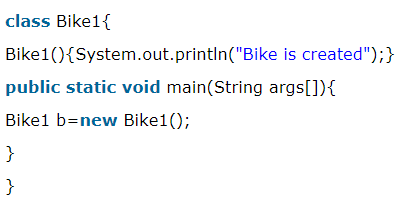 class Bike1{
Bike1(){System.out.println("Bike is created");}
public static void main(String args[]){
Bike1 b=new Bike1();
}
}